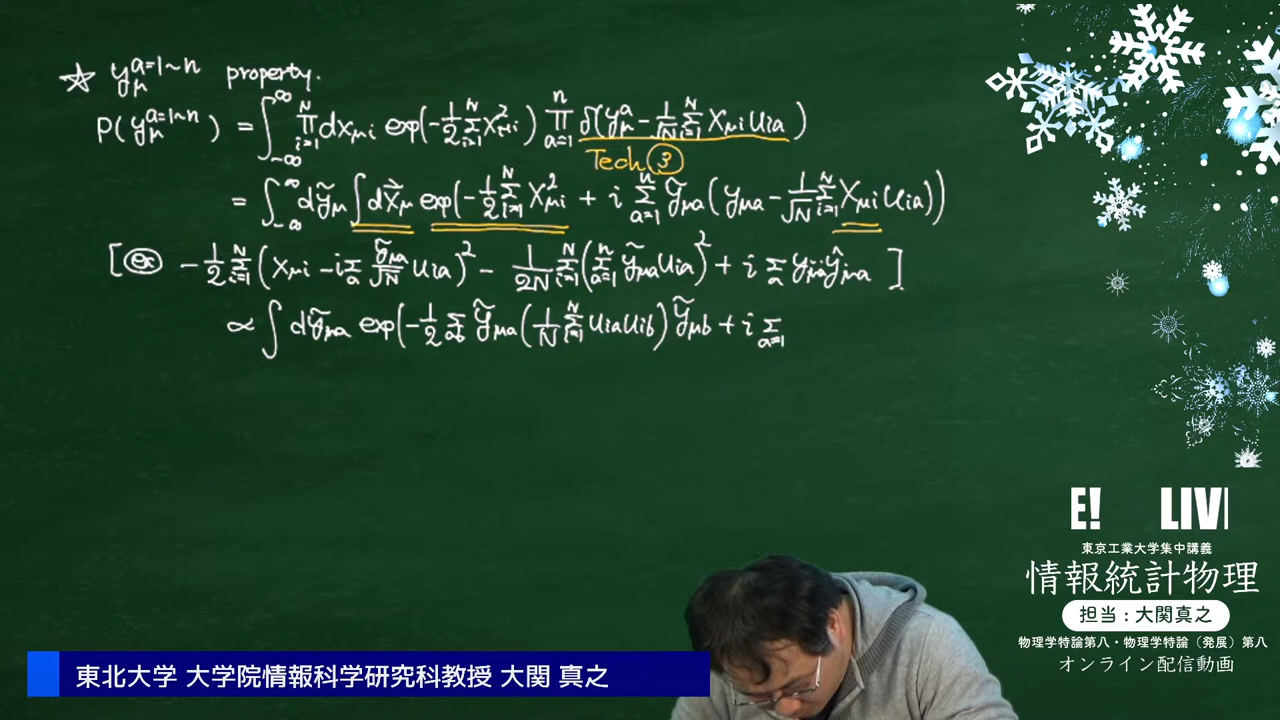 ☆ y_μ^{a=1~n} property.
P(y_μ^{a=1~n}) = ∫_{-∞}^{∞} ∏_{i=1}^{N} dx_{μi} exp(-1/2 Σ_{i=1}^{N} x_{μi}^2) ∏_{a=1}^{n} δ(y_μ^a - 1/√N Σ_{i=1}^{N} x_{μi} u_{ia})
Tech ③
= ∫_{-∞}^{∞} dỹ_μ ∫ dx⃗_μ exp(-1/2 Σ_{i=1}^{N} x_{μi}^2 + i Σ_{a=1}^{n} ỹ_{μa} (y_{μa} - 1/√N Σ_{i=1}^{N} x_{μi} u_{ia}))
[ex -1/2 Σ_{i=1}^{N} (x_{μi} - i Σ_a ỹ_{μa}/√N u_{ia})^2 - 1/2N Σ_{i=1}^{N} (Σ_{a=1}^{n} ỹ_{μa} u_{ia})^2 + i Σ_a y_{μa} ŷ_{μa} ]
∝ ∫ dỹ_{μa} exp(-1/2 Σ_{ab} ỹ_{μa} (1/N Σ_{i=1}^{N} u_{ia} u_{ib}) ỹ_{μb} + i Σ_{a=1}
E! LIVE
東京工業大学集中講義
情報統計物理
担当：大関真之
物理学特論第八・物理学特論（発展）第八
オンライン配信動画
東北大学 大学院情報科学研究科教授 大関 真之